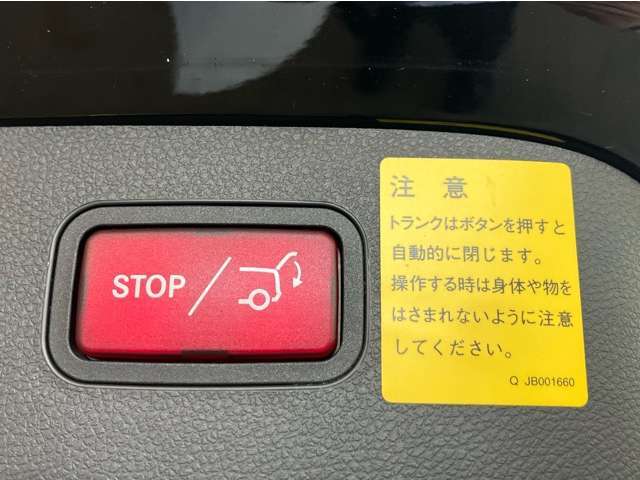 STOP /
注 意
トランクはボタンを押すと
自動的に閉じます。
操作する時は身体や物を
はさまれないように注意
してください。
Q JB001660